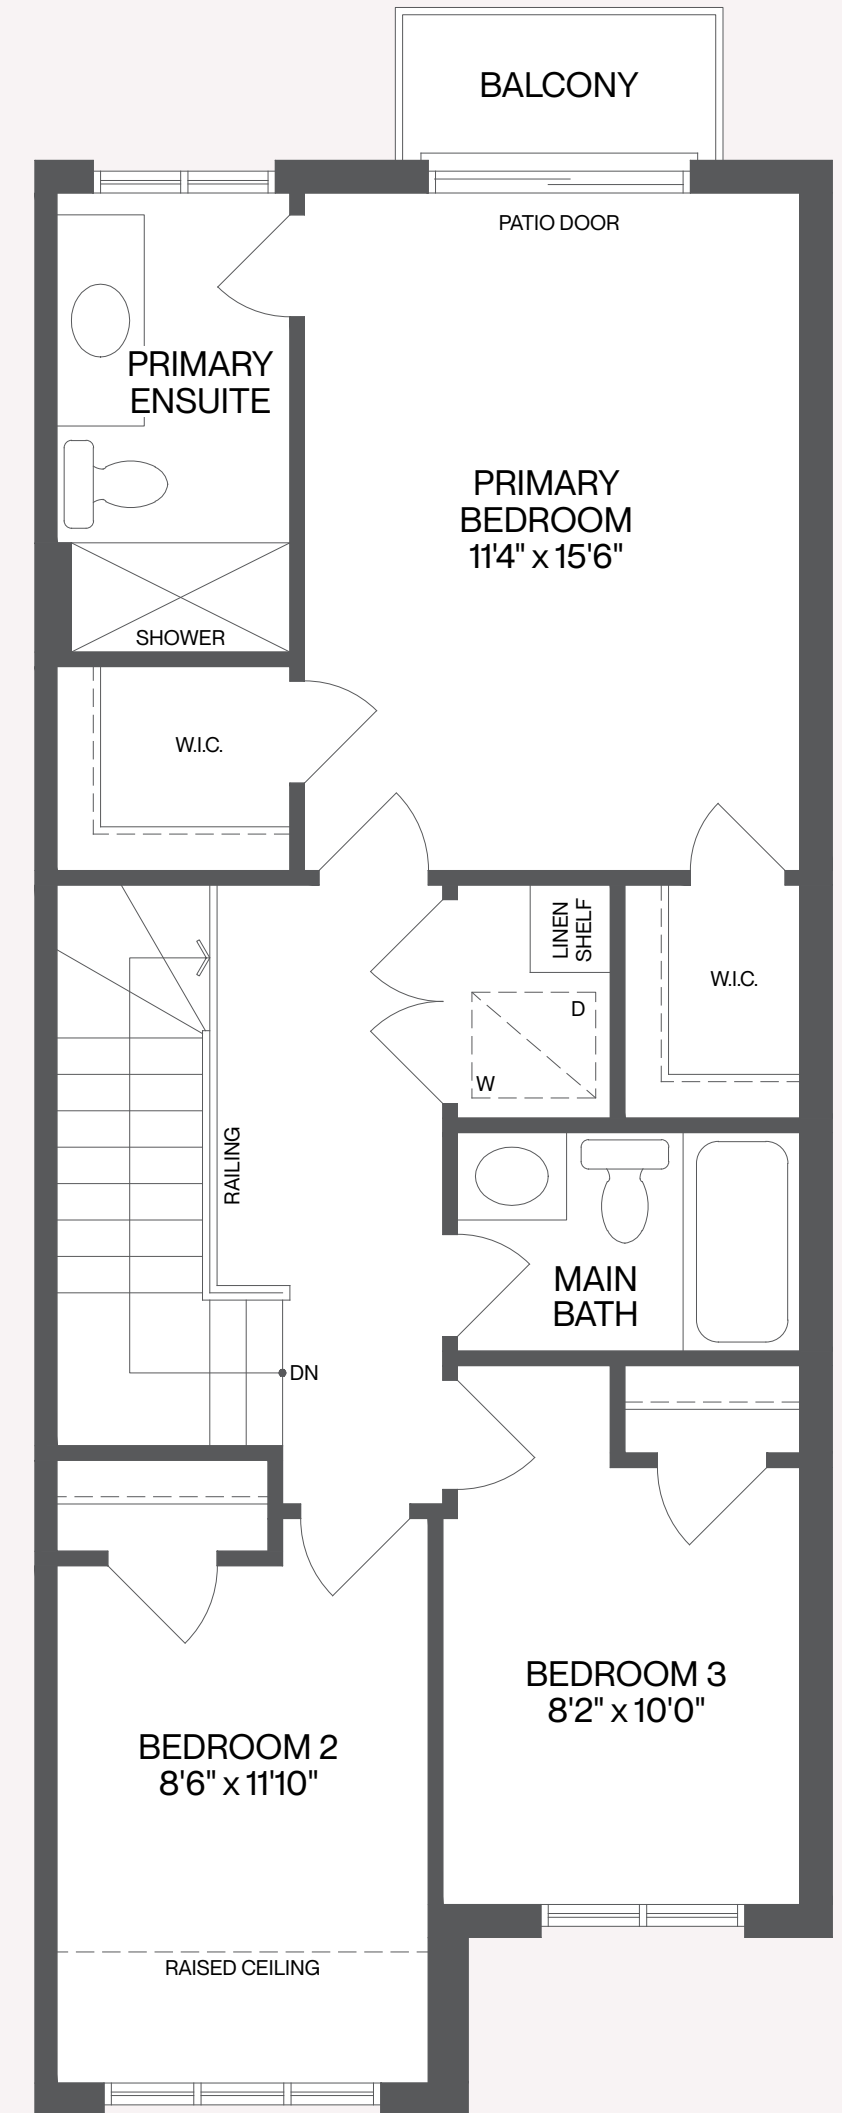 BALCONY
PATIO DOOR
PRIMARY
ENSUITE
PRIMARY
BEDROOM
11'4" x 15'6"
SHOWER
W.I.C.
LINEN
SHELF
W.I.C.
D
W
RAILING
MAIN
BATH
DN
BEDROOM 3
8'2" x 10'0"
BEDROOM 2
8'6" x 11'10"
RAISED CEILING